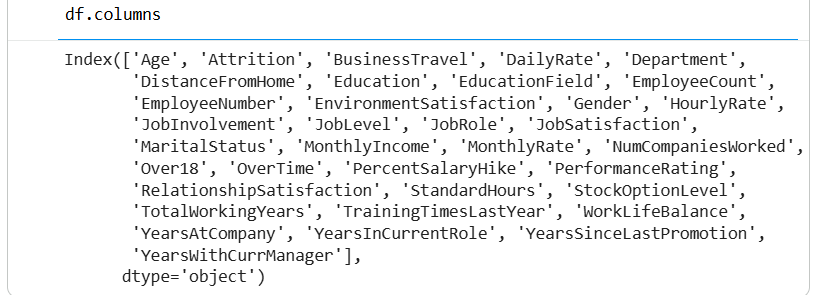 df.columns
Index(['Age', 'Attrition', 'BusinessTravel', 'DailyRate', 'Department',
'DistanceFromHome', 'Education', 'EducationField', 'EmployeeCount',
'EmployeeNumber', 'EnvironmentSatisfaction', 'Gender', 'HourlyRate',
'JobInvolvement', 'JobLevel', 'JobRole', 'JobSatisfaction',
'MaritalStatus', 'MonthlyIncome', 'MonthlyRate', 'NumCompaniesWorked',
'Over18', 'OverTime', 'PercentSalaryHike', 'PerformanceRating',
'RelationshipSatisfaction', 'StandardHours', 'StockOptionLevel',
'TotalWorkingYears', 'TrainingTimesLastYear', 'WorkLifeBalance',
'YearsAtCompany', 'YearsInCurrentRole', 'YearsSinceLastPromotion',
'YearsWithCurrManager'],
dtype='object')